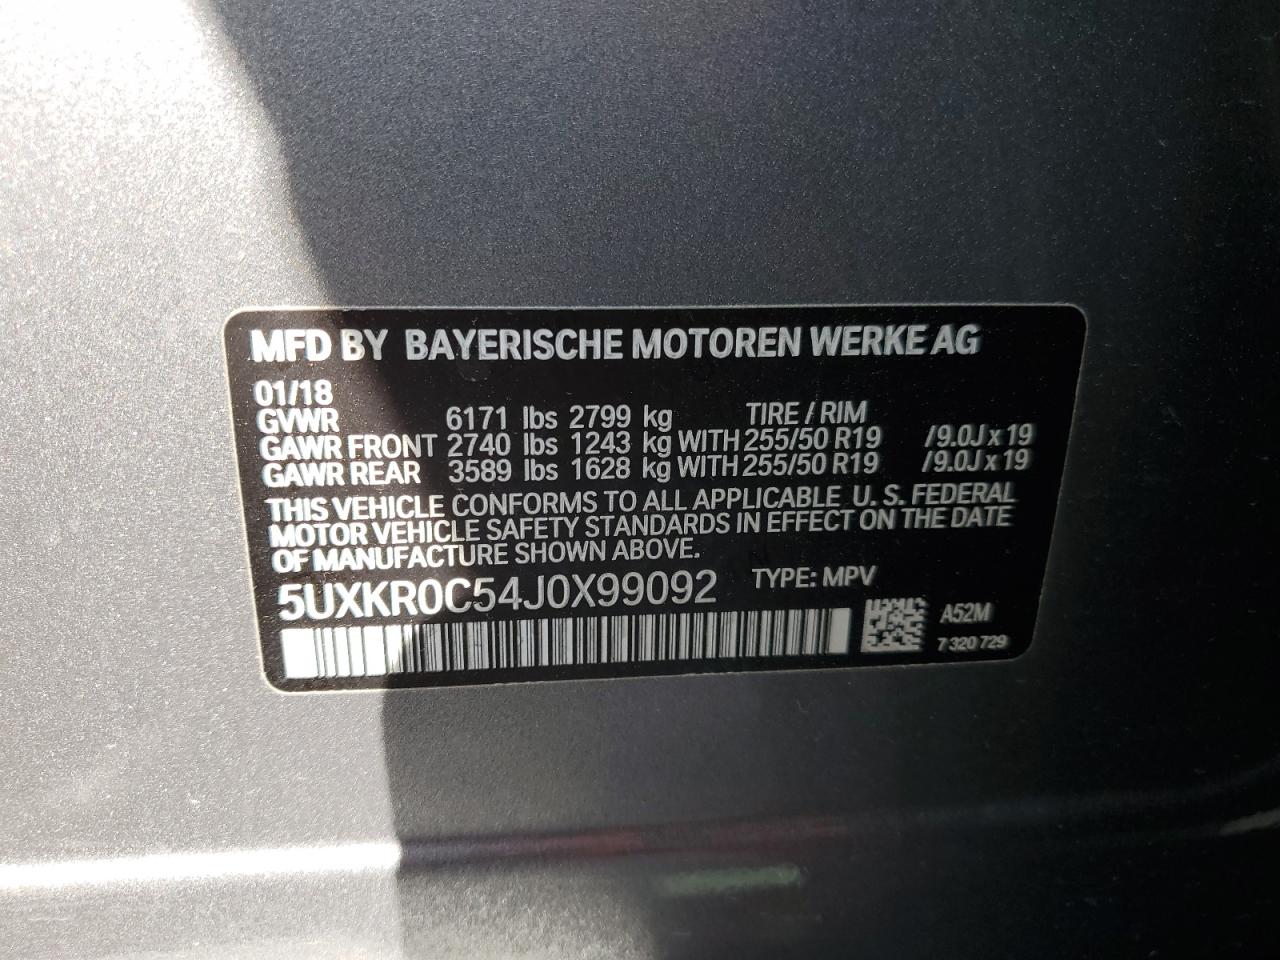 MFD BY BAYERISCHE MOTOREN WERKE AG
01/18
GVWR 6171 lbs 2799 kg TIRE / RIM
GAWR FRONT 2740 lbs 1243 kg WITH 255/50 R19 /9.0J x 19
GAWR REAR 3589 lbs 1628 kg WITH 255/50 R19 /9.0J x 19
THIS VEHICLE CONFORMS TO ALL APPLICABLE U. S. FEDERAL
MOTOR VEHICLE SAFETY STANDARDS IN EFFECT ON THE DATE
OF MANUFACTURE SHOWN ABOVE.
5UXKR0C54J0X99092 TYPE: MPV
A52M
7 320 729